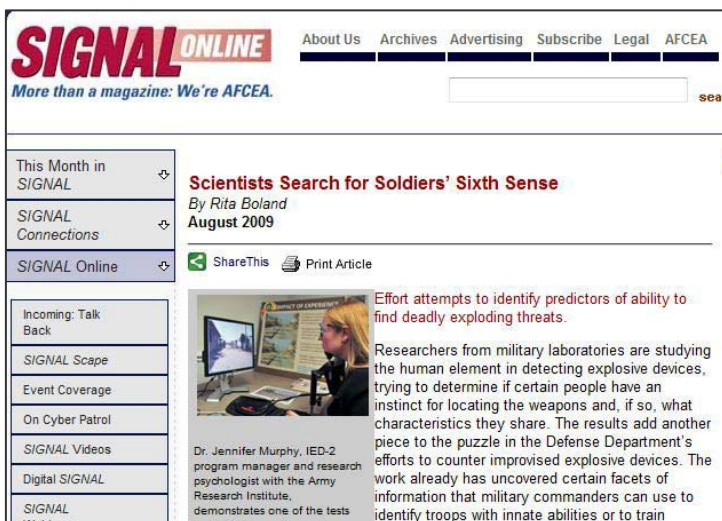 SIGNAL ONLINE
More than a magazine: We're AFCEA.
About Us Archives Advertising Subscribe Legal AFCEA
sea
This Month in
SIGNAL
SIGNAL
Connections
SIGNAL Online
Incoming: Talk
Back
SIGNAL Scape
Event Coverage
On Cyber Patrol
SIGNAL Videos
Digital SIGNAL
SIGNAL
Scientists Search for Soldiers' Sixth Sense
By Rita Boland
August 2009
ShareThis Print Article
IMPACT OF EXPERIENCE
Dr. Jennifer Murphy, IED-2
program manager and research
psychologist with the Army
Research Institute,
demonstrates one of the tests
Effort attempts to identify predictors of ability to
find deadly exploding threats.
Researchers from military laboratories are studying
the human element in detecting explosive devices,
trying to determine if certain people have an
instinct for locating the weapons and, if so, what
characteristics they share. The results add another
piece to the puzzle in the Defense Department's
efforts to counter improvised explosive devices. The
work already has uncovered certain facets of
information that military commanders can use to
identify troops with innate abilities or to train